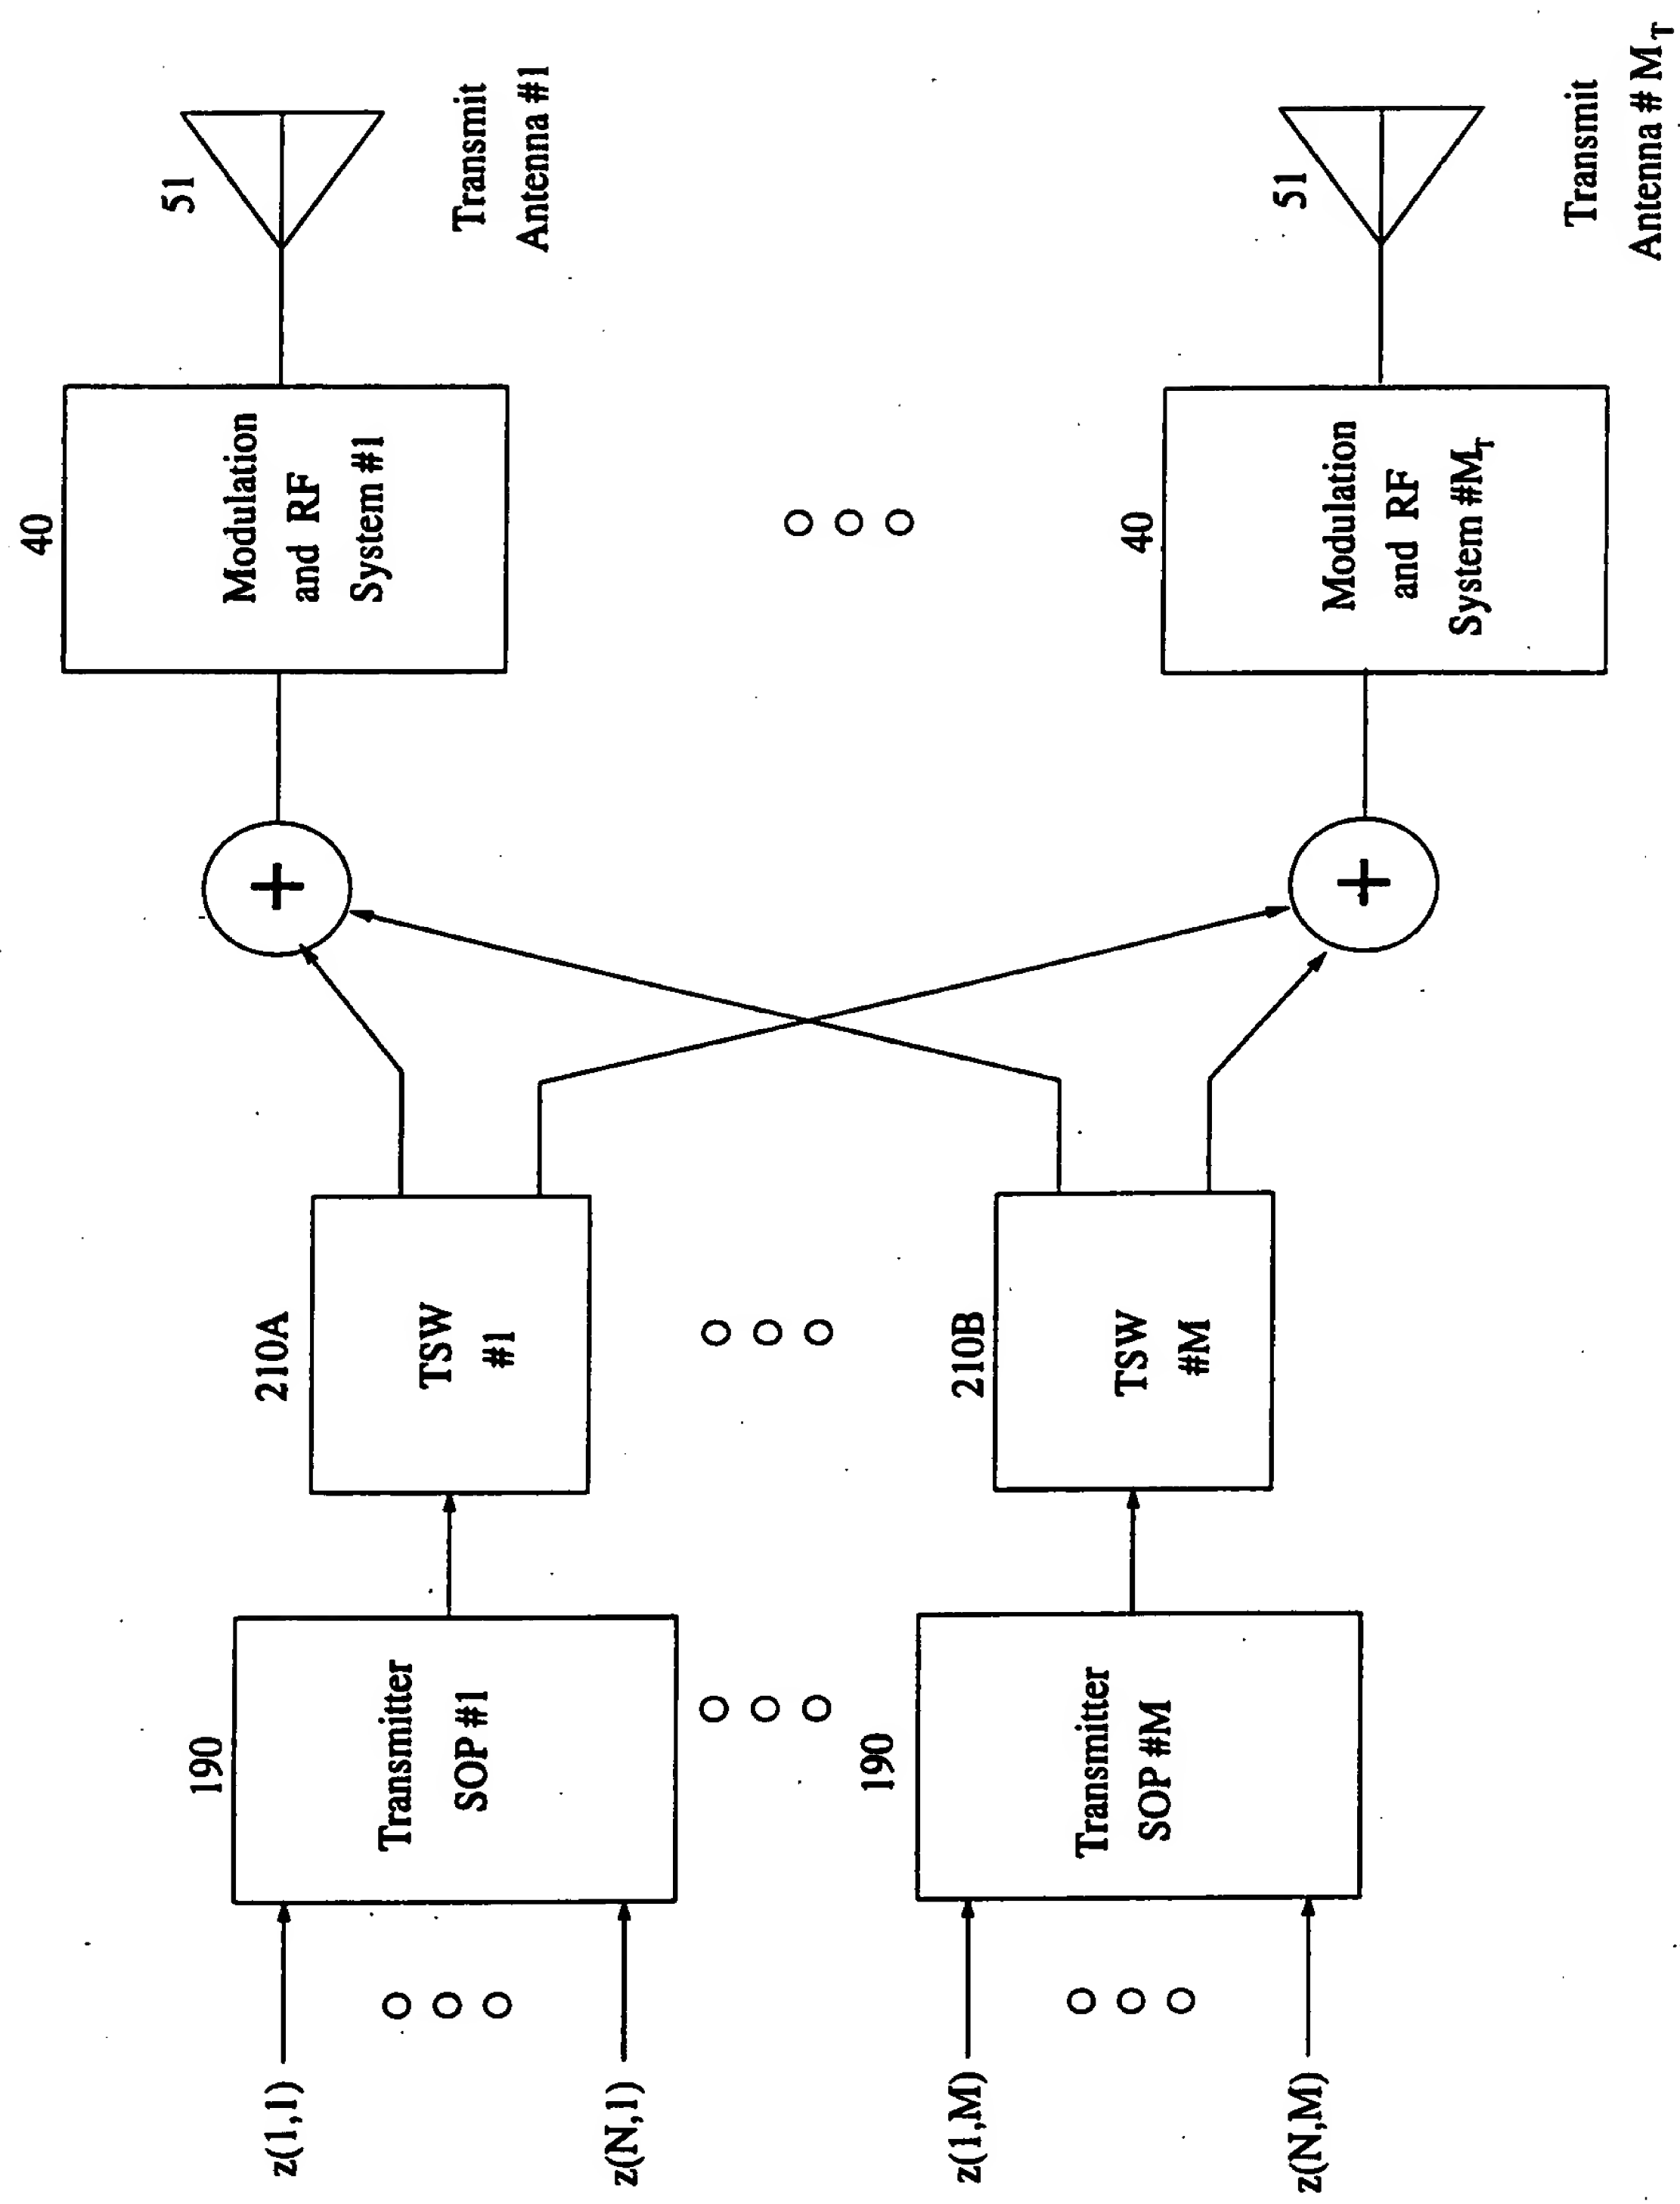 z(1,1)
z(N,1)
190
Transmitter
SOP #1
210A
TSW
#1
+
40
Modulation
and RF
System #1
51
Transmit
Antenna #1
z(1,M)
z(N,M)
190
Transmitter
SOP #M
210B
TSW
#M
+
40
Modulation
and RF
System #M_T
51
Transmit
Antenna # M_T